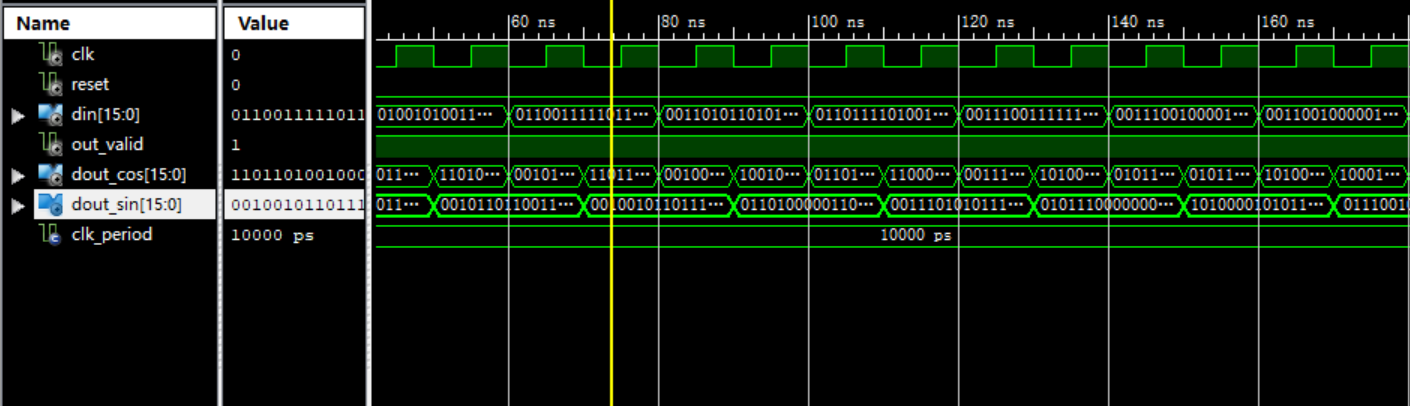 Name Value 60 ns 80 ns 100 ns 120 ns 140 ns 160 ns
clk 0
reset 0
din[15:0] 0110011111011 01001010011··· 0110011111011··· 0011010110101··· 0110111101001··· 0011100111111··· 0011100100001··· 0011001000001···
out_valid 1
dout_cos[15:0] 1101101001000 011··· 11010··· 00101··· 11011··· 00100··· 10010··· 01101··· 11000··· 00111··· 10100··· 01011··· 01011··· 10100··· 10001···
dout_sin[15:0] 0010010110111 011··· 0010110110011··· 0010010110111··· 0110100000110··· 0011101010111··· 0101110000000··· 1010000101011··· 01110010
clk_period 10000 ps 10000 ps